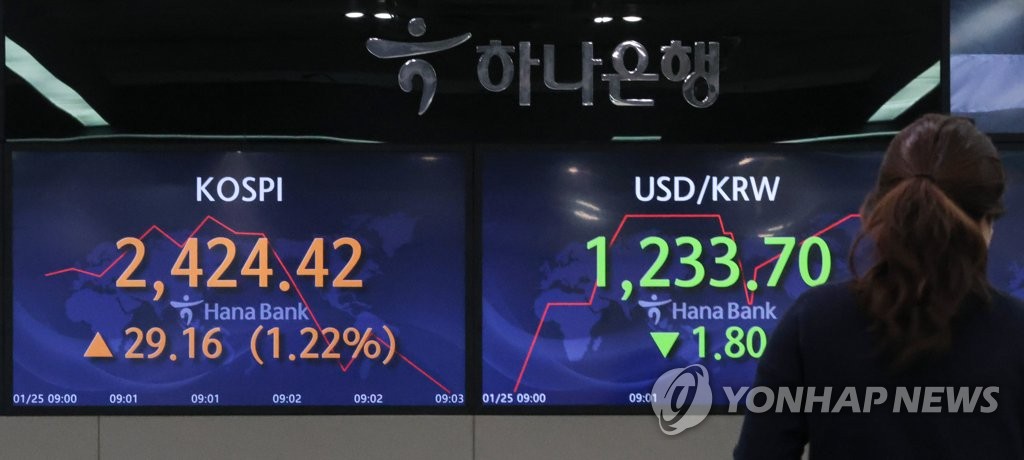 하나은행
KOSPI
2,424.42
Hana Bank
▲ 29.16 (1.22%)
01/25 09:00 09:01 09:01 09:02 09:02 09:03
USD/KRW
1,233.70
Hana Bank
▼ 1.80
01/25 09:00 09:01
YONHAP NEWS